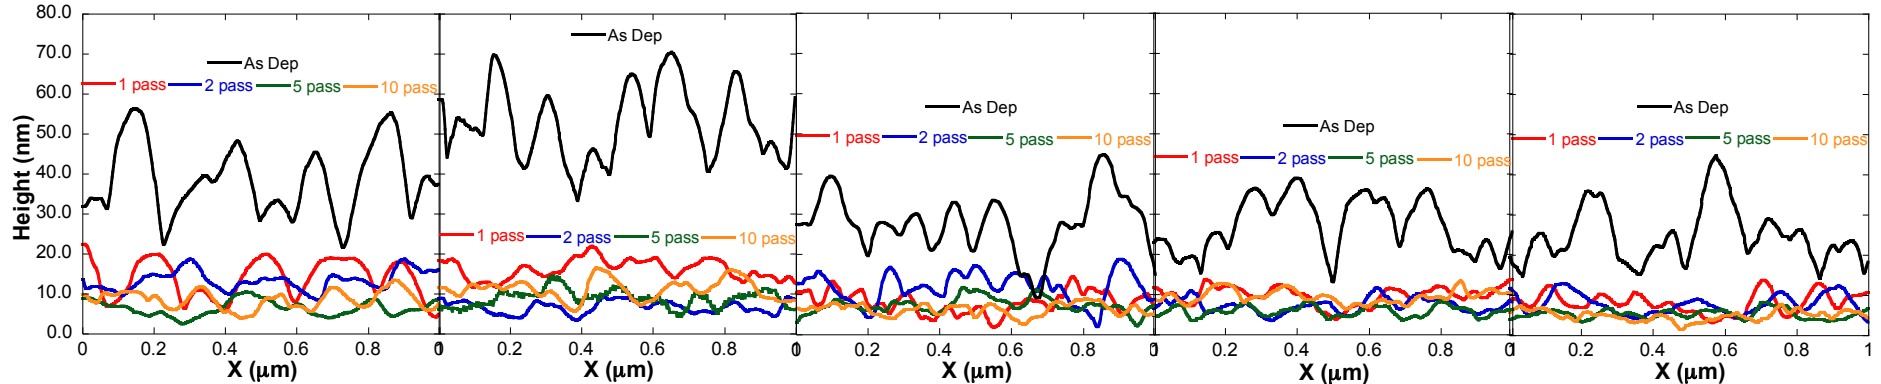 80.0
70.0
60.0
50.0
40.0
30.0
20.0
10.0
0.0
Height (nm)
As Dep
1 pass 2 pass 5 pass 10 pass
0 0.2 0.4 0.6 0.8
X (μm)
As Dep
1 pass 2 pass 5 pass 10 pass
0 0.2 0.4 0.6 0.8
X (μm)
As Dep
1 pass 2 pass 5 pass 10 pass
0 0.2 0.4 0.6 0.8
X (μm)
As Dep
1 pass 2 pass 5 pass 10 pass
0.2 0.4 0.6 0.8
X (μm)
As Dep
1 pass 2 pass 5 pass 10 pass
0.2 0.4 0.6 0.8 1
X (μm)